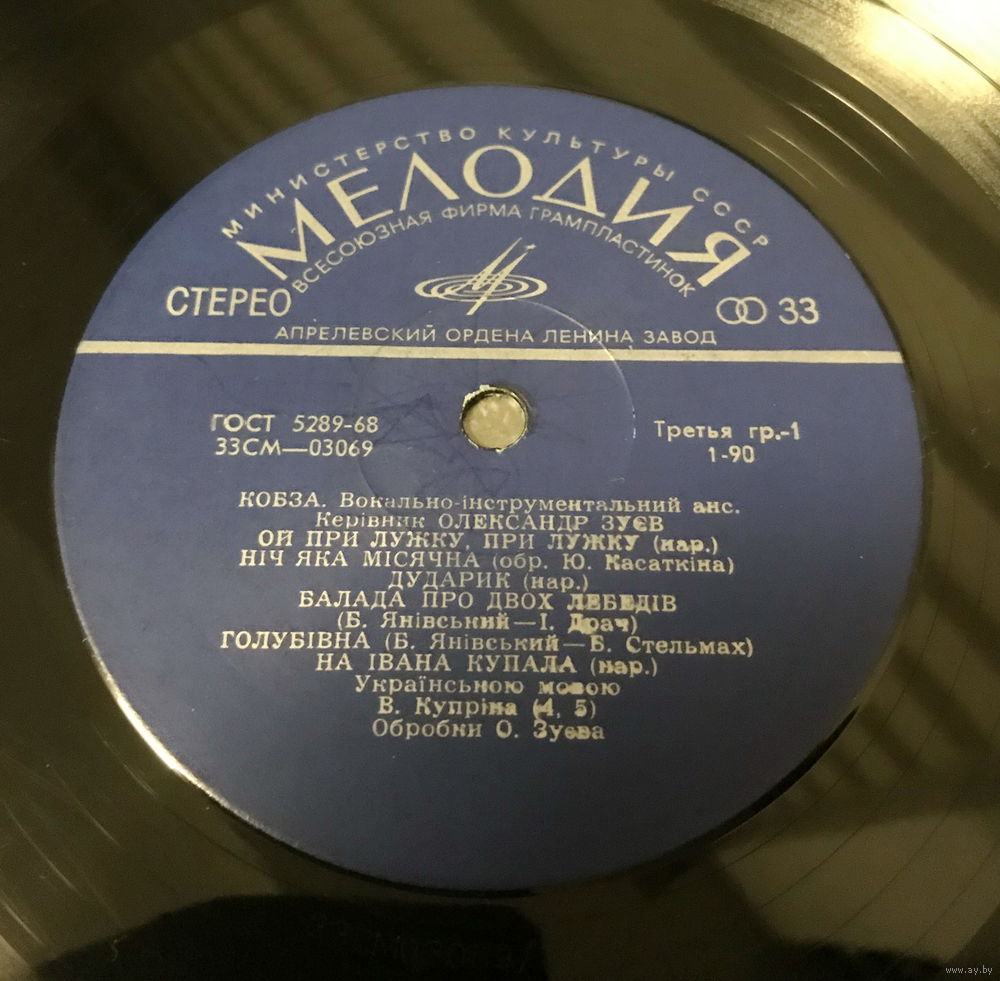 МИНИСТЕРСТВО КУЛЬТУРЫ СССР
МЕЛОДИЯ
ВСЕСОЮЗНАЯ ФИРМА ГРАМПЛАСТИНОК
СТЕРЕО
33
АПРЕЛЕВСКИЙ ОРДЕНА ЛЕНИНА ЗАВОД
ГОСТ 5289-68
33СМ—03069
Третья гр.-1
1-90
КОБЗА. Вокально-інструментальний анс.
Керівник ОЛЕКСАНДР ЗУЄВ
ОЙ ПРИ ЛУЖКУ, ПРИ ЛУЖКУ (нар.)
НІЧ ЯКА МІСЯЧНА (обр. Ю. Касаткіна)
ДУДАРИК (нар.)
БАЛАДА ПРО ДВОХ ЛЕБЕДІВ
(Б. Янівський—І. Драч)
ГОЛУБІВНА (Б. Янівський—Б. Стельмах)
НА ІВАНА КУПАЛА (нар.)
Українською мовою
В. Купріна (4, 5)
Обробки О. Зуєва
www.ay.by